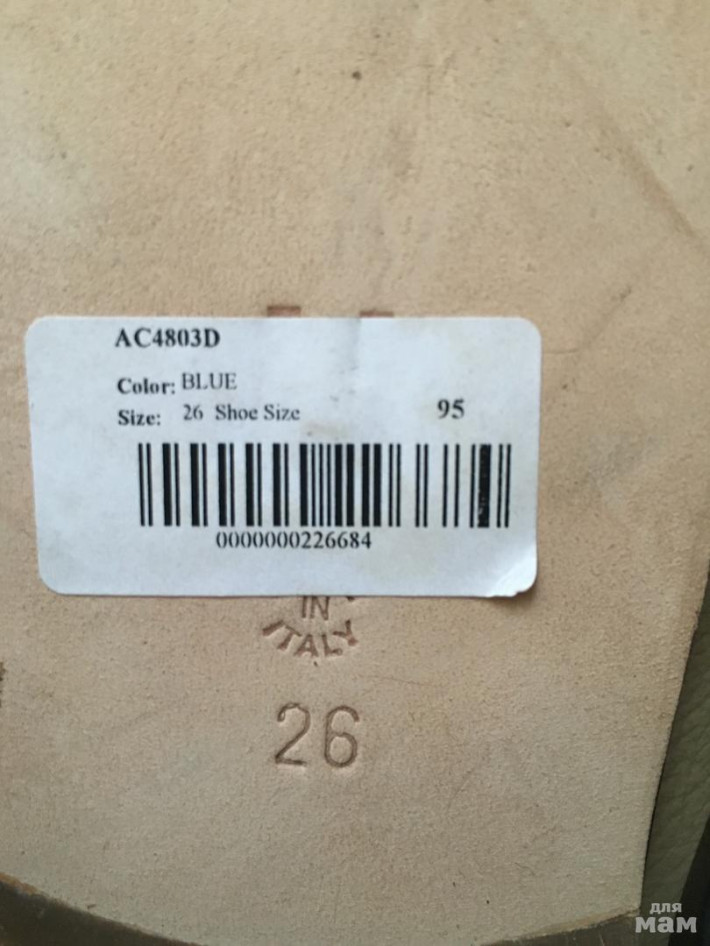 AC4803D
Color: BLUE
Size: 26 Shoe Size 95
0000000226684
IN
ITALY
26
для
мам